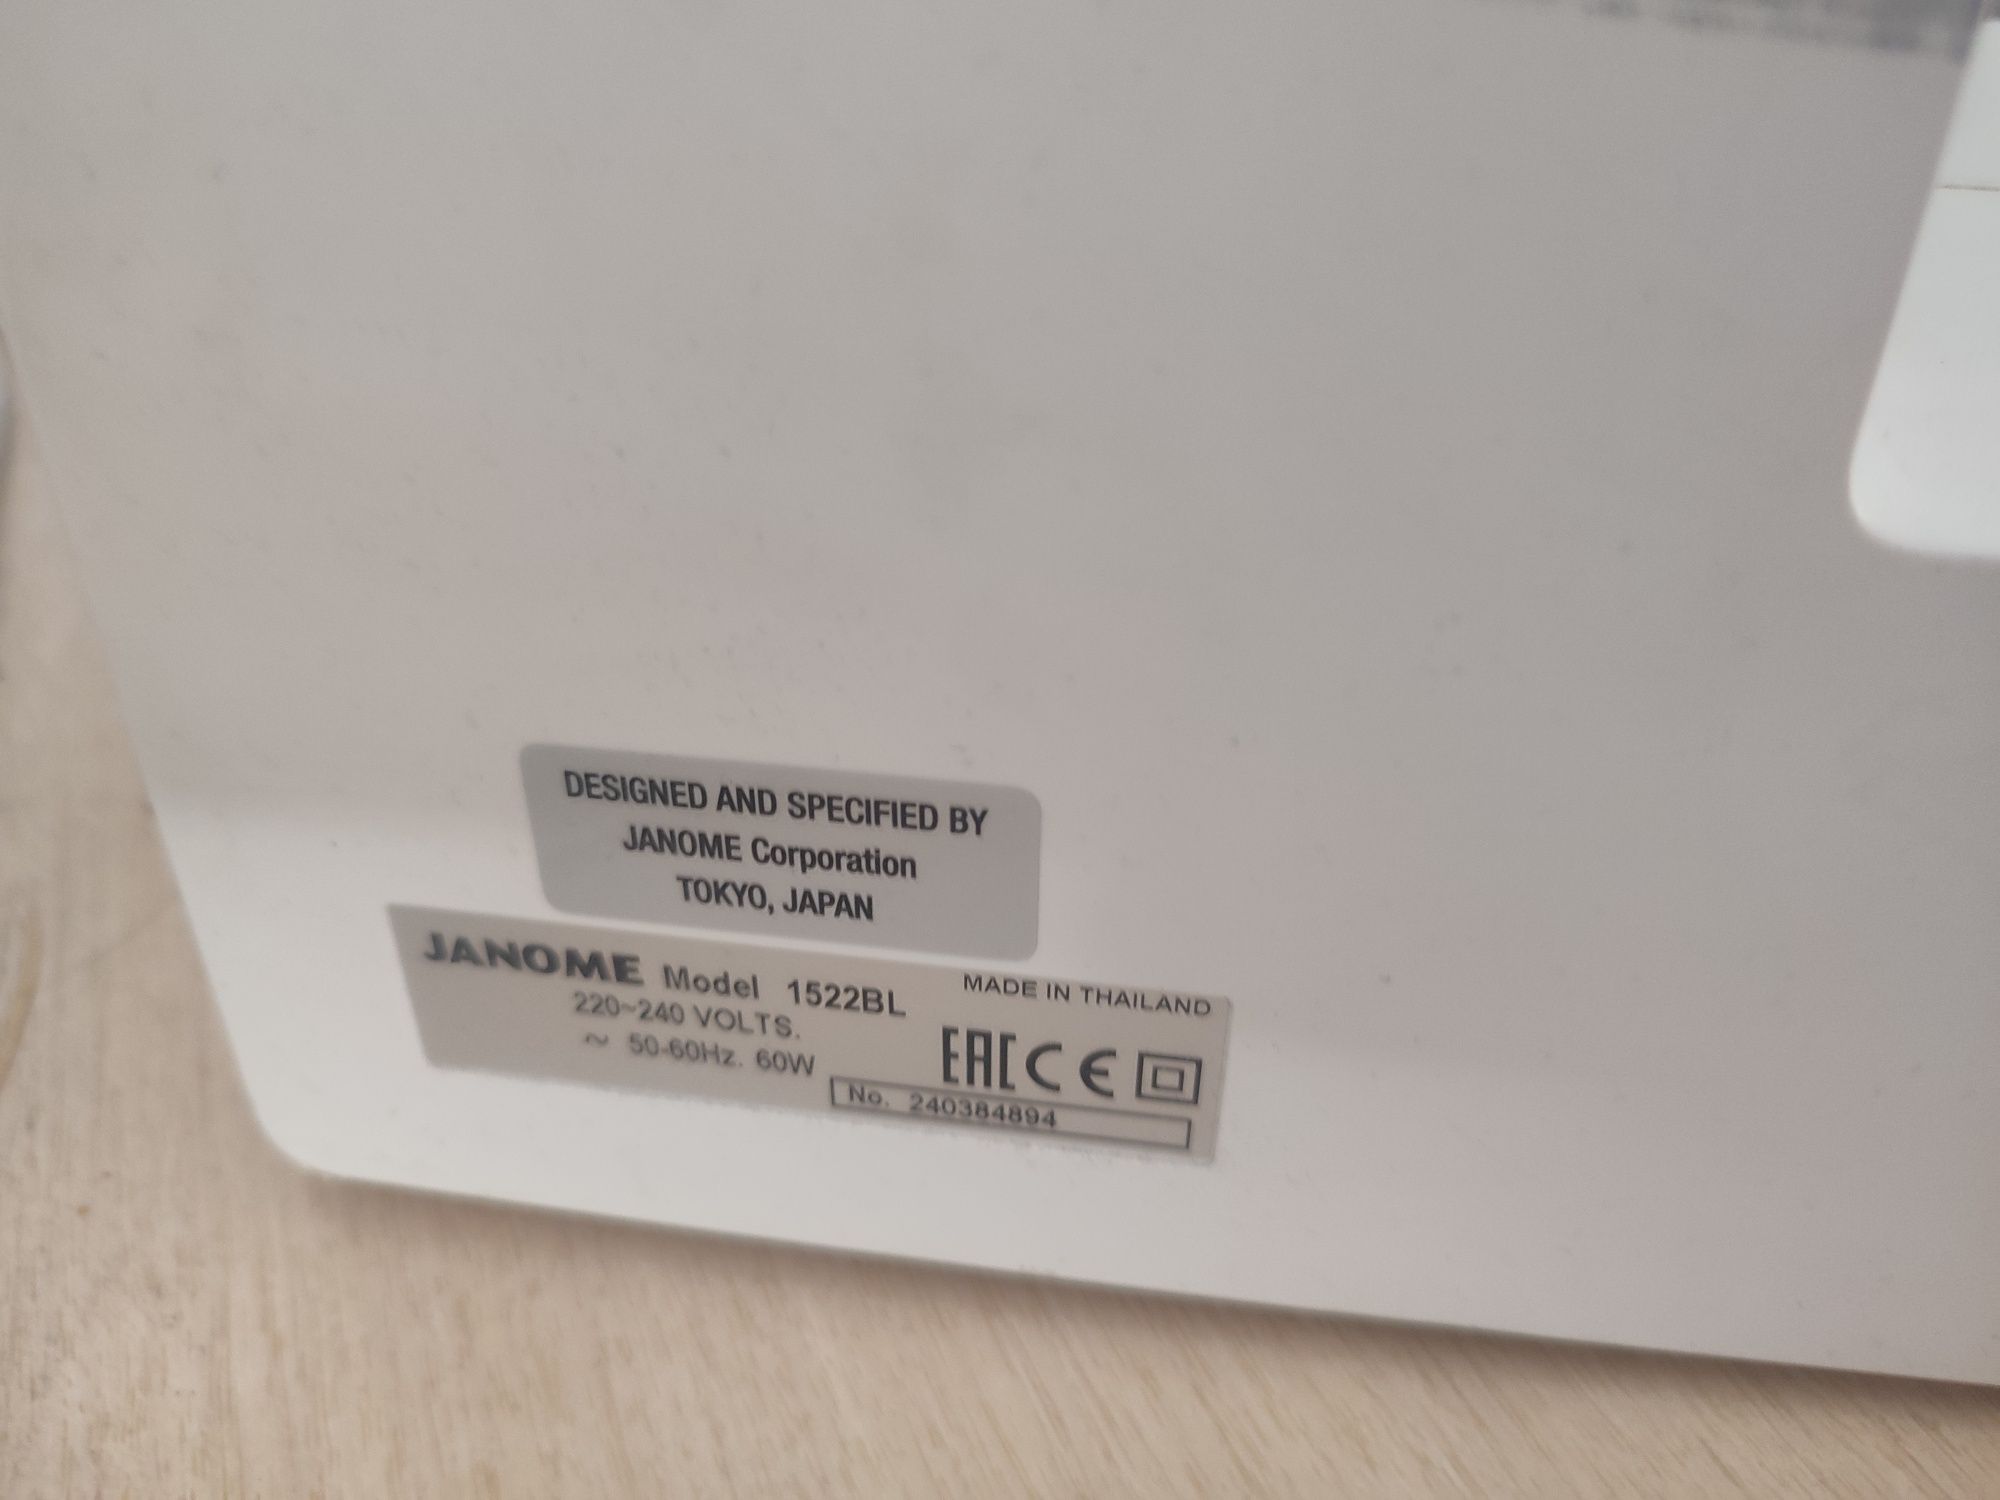 DESIGNED AND SPECIFIED BY
JANOME Corporation
TOKYO, JAPAN
JANOME Model 1522BL
MADE IN THAILAND
220~240 VOLTS.
~ 50-60Hz. 60W
EAC CE
No. 240384894